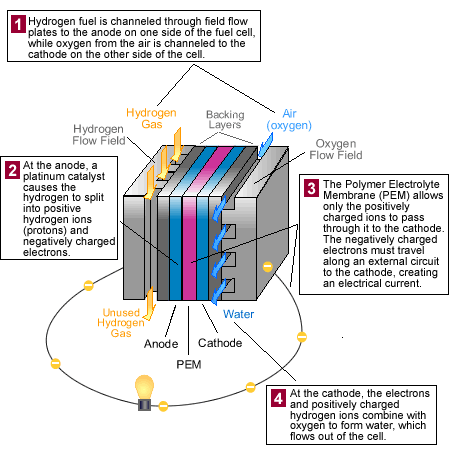 1 Hydrogen fuel is channeled through field flow
plates to the anode on one side of the fuel cell,
while oxygen from the air is channeled to the
cathode on the other side of the cell.
Hydrogen
Gas
Backing
Layers
Air
(oxygen)
Hydrogen
Flow Field
Oxygen
Flow Field
2 At the anode, a
platinum catalyst
causes the
hydrogen to split
into positive
hydrogen ions
(protons) and
negatively charged
electrons.
3 The Polymer Electrolyte
Membrane (PEM) allows
only the positively
charged ions to pass
through it to the cathode.
The negatively charged
electrons must travel
along an external circuit
to the cathode, creating
an electrical current.
Unused
Hydrogen
Gas
Water
Anode
Cathode
PEM
4 At the cathode, the electrons
and positively charged
hydrogen ions combine with
oxygen to form water, which
flows out of the cell.